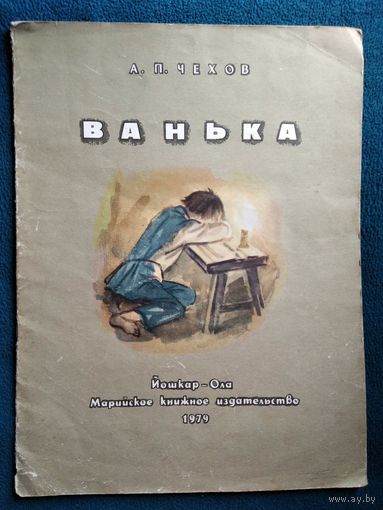 А. П. ЧЕХОВ
ВАНЬКА
Йошкар-Ола
Марийское книжное издательство
1979
www.ay.by